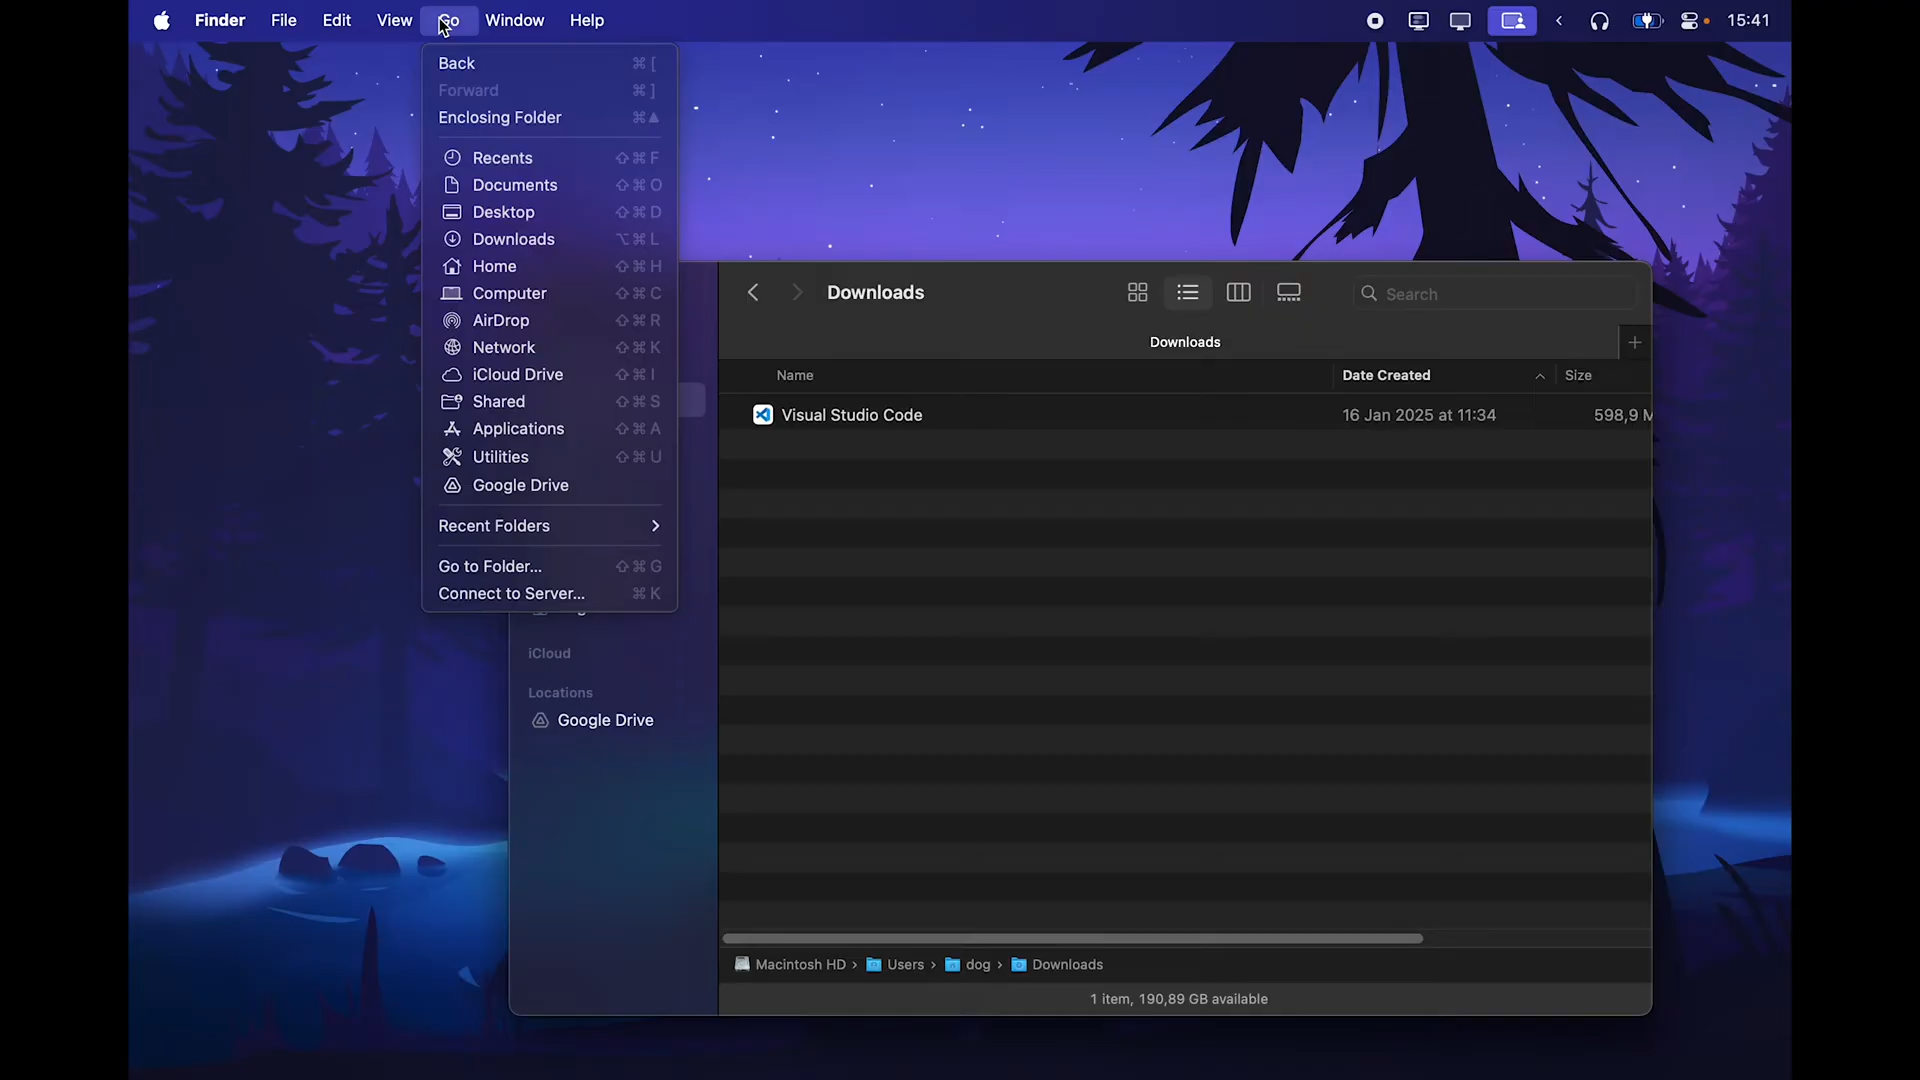 Finder File Edit View Go Window Help 15:41
Back ⌘ [
Forward ⌘ ]
Enclosing Folder ⌘▲
Recents ⇧⌘F
Documents ⇧⌘O
Desktop ⇧⌘D
Downloads ⌥⌘L
Home ⇧⌘H
Computer ⇧⌘C
AirDrop ⇧⌘R
Network ⇧⌘K
iCloud Drive ⇧⌘I
Shared ⇧⌘S
Applications ⇧⌘A
Utilities ⇧⌘U
Google Drive
Recent Folders
Go to Folder... ⇧⌘G
Connect to Server... ⌘K
iCloud
Locations
Google Drive
Downloads Search
Downloads
Name Date Created Size
Visual Studio Code 16 Jan 2025 at 11:34 598,9
Macintosh HD › Users › dog › Downloads
1 item, 190,89 GB available